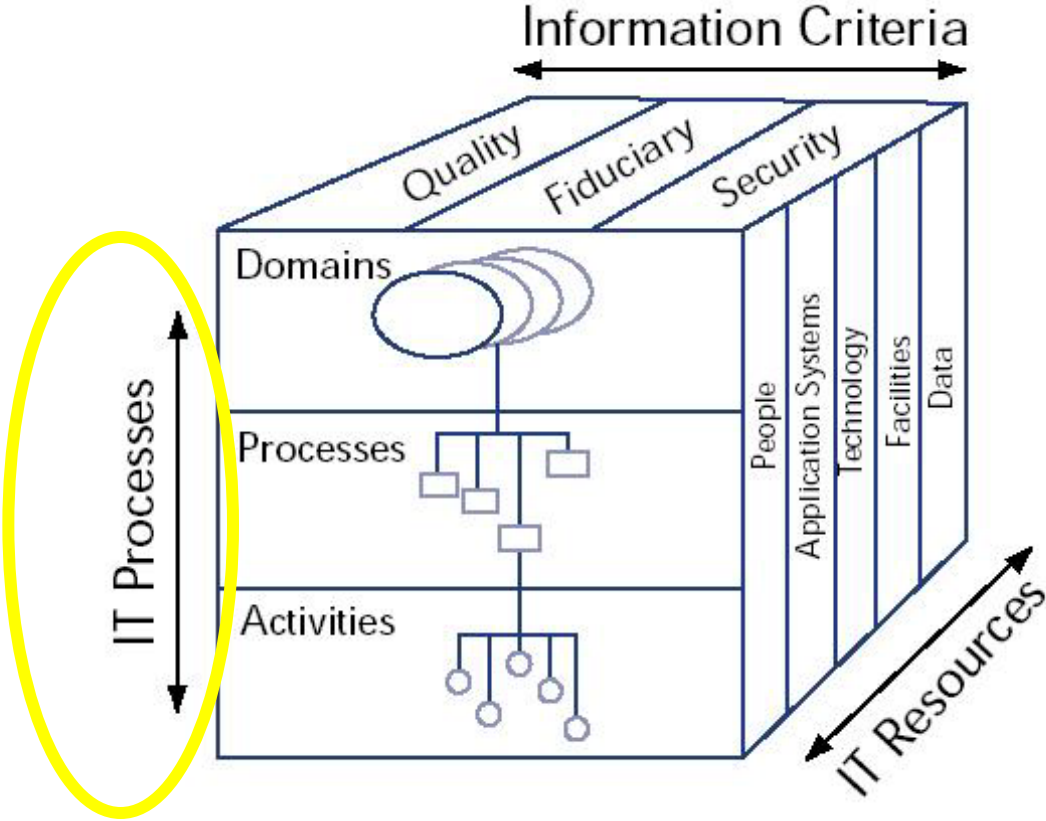 Information Criteria
Quality
Fiduciary
Security
Domains
Processes
Activities
IT Processes
People
Application Systems
Technology
Facilities
Data
IT Resources